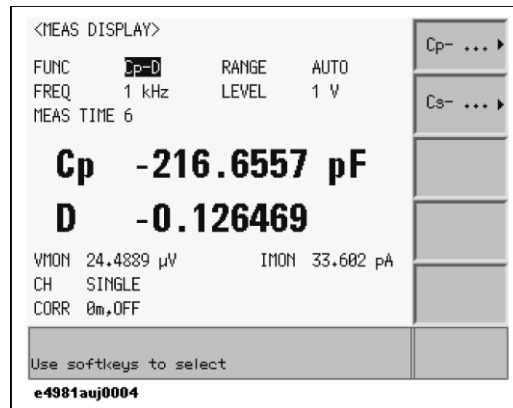 <MEAS DISPLAY>
FUNC Cp-D RANGE AUTO
FREQ 1 kHz LEVEL 1 V
MEAS TIME 6
Cp -216.6557 pF
D -0.126469
VMON 24.4889 µV IMON 33.602 pA
CH SINGLE
CORR 0m,OFF
Use softkeys to select
Cp- ...
Cs- ...
e4981auj0004